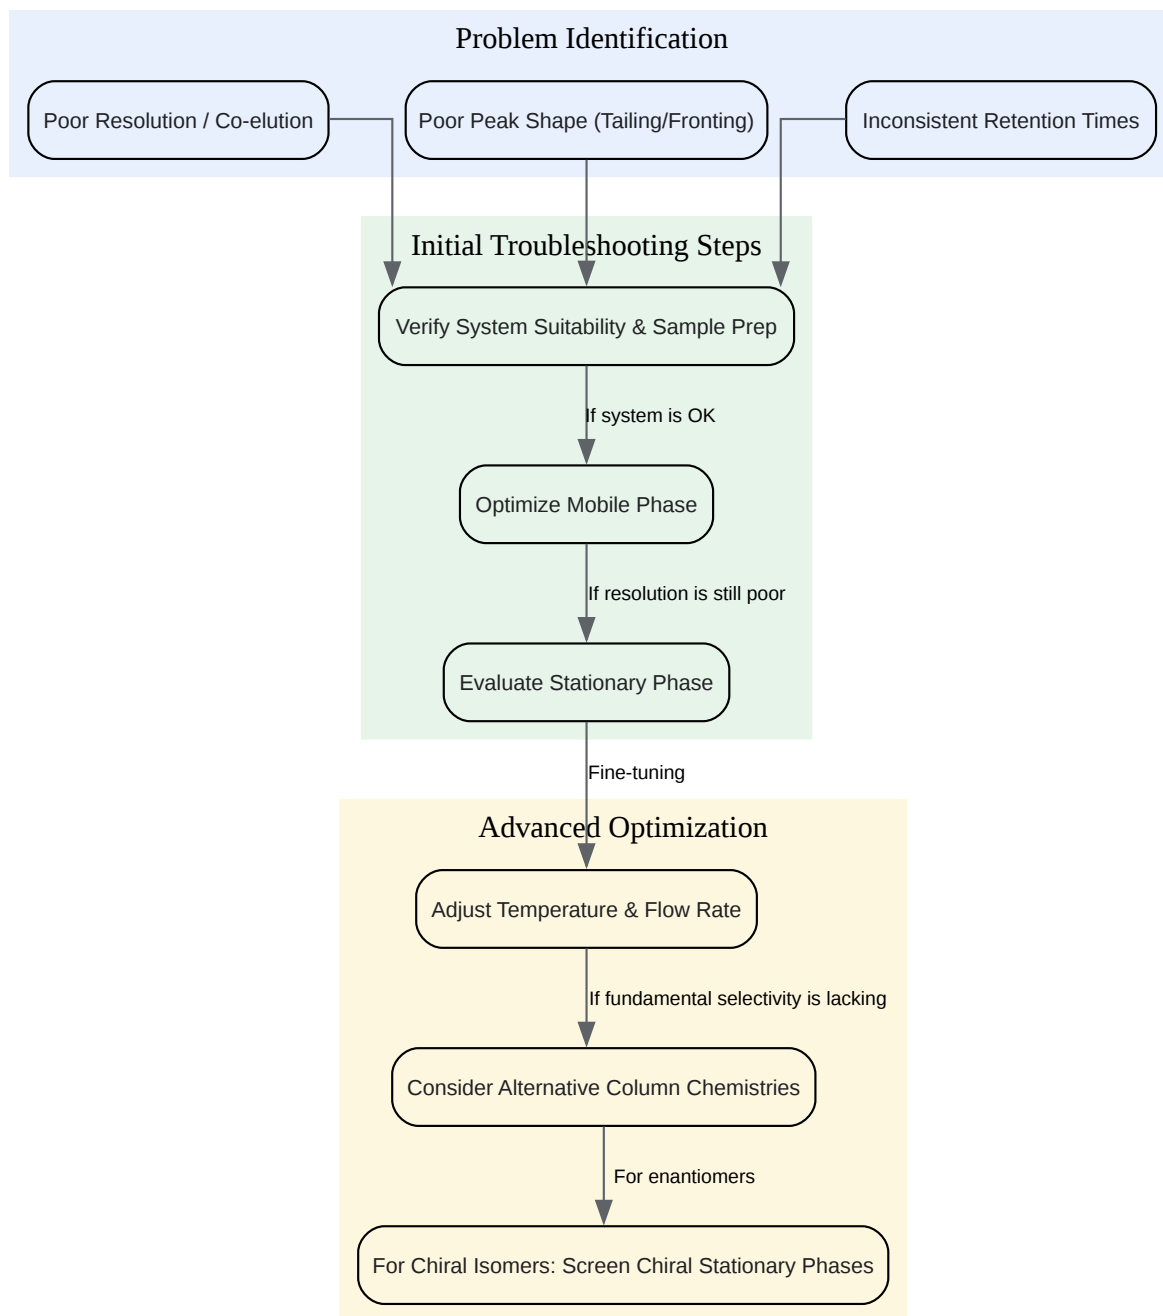 Problem Identification
Poor Resolution / Co-elution
Poor Peak Shape (Tailing/Fronting)
Inconsistent Retention Times
Initial Troubleshooting Steps
Verify System Suitability & Sample Prep
If system is OK
Optimize Mobile Phase
If resolution is still poor
Evaluate Stationary Phase
Fine-tuning
Advanced Optimization
Adjust Temperature & Flow Rate
If fundamental selectivity is lacking
Consider Alternative Column Chemistries
For enantiomers
For Chiral Isomers: Screen Chiral Stationary Phases